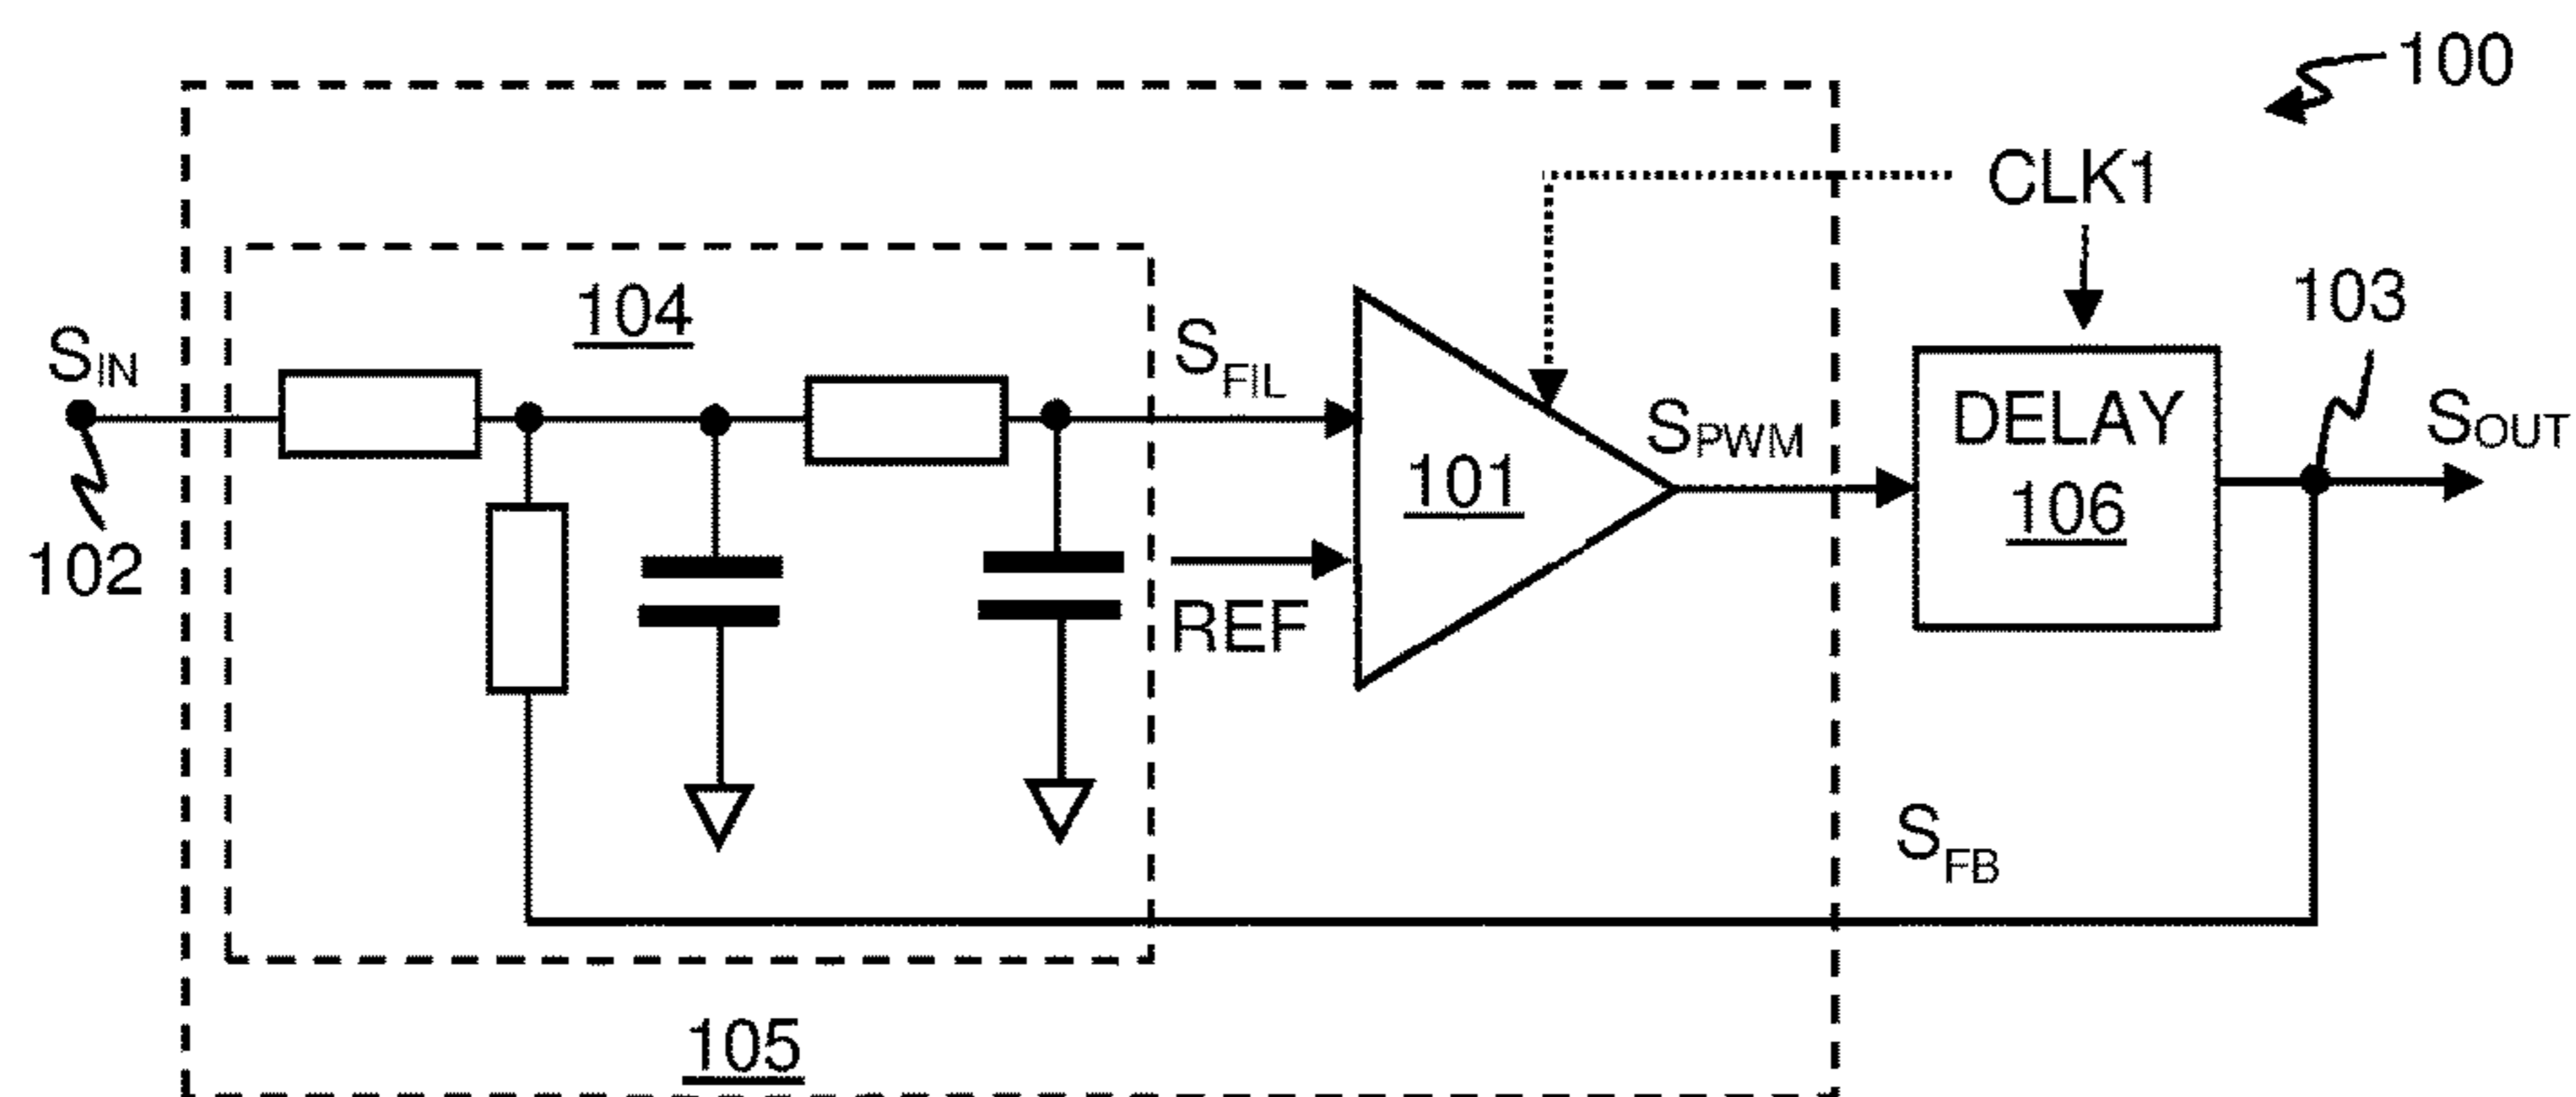 100
CLK1
104
103
S_IN
S_FIL
S_PWM
DELAY
S_OUT
101
106
102
REF
S_FB
105